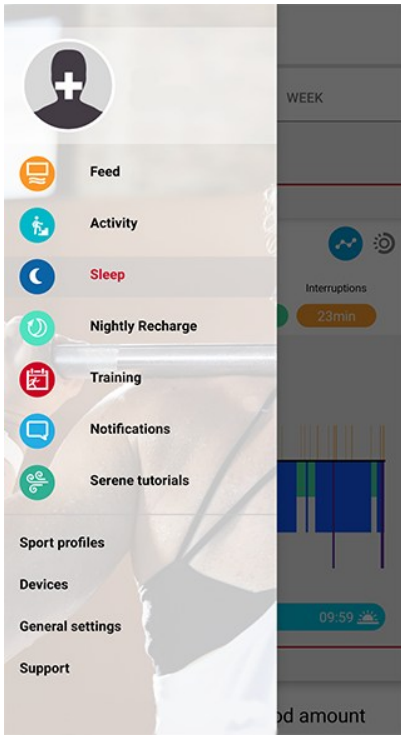 WEEK
Feed
Activity
Sleep
Interruptions
Nightly Recharge
23min
Training
Notifications
Serene tutorials
Sport profiles
Devices
General settings
09:59
Support
amount